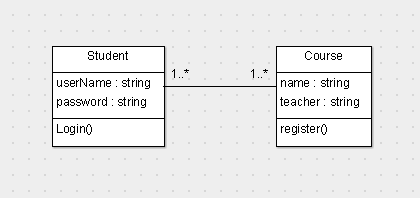 Student
userName : string
password : string
Login()
1..*
1..*
Course
name : string
teacher : string
register()